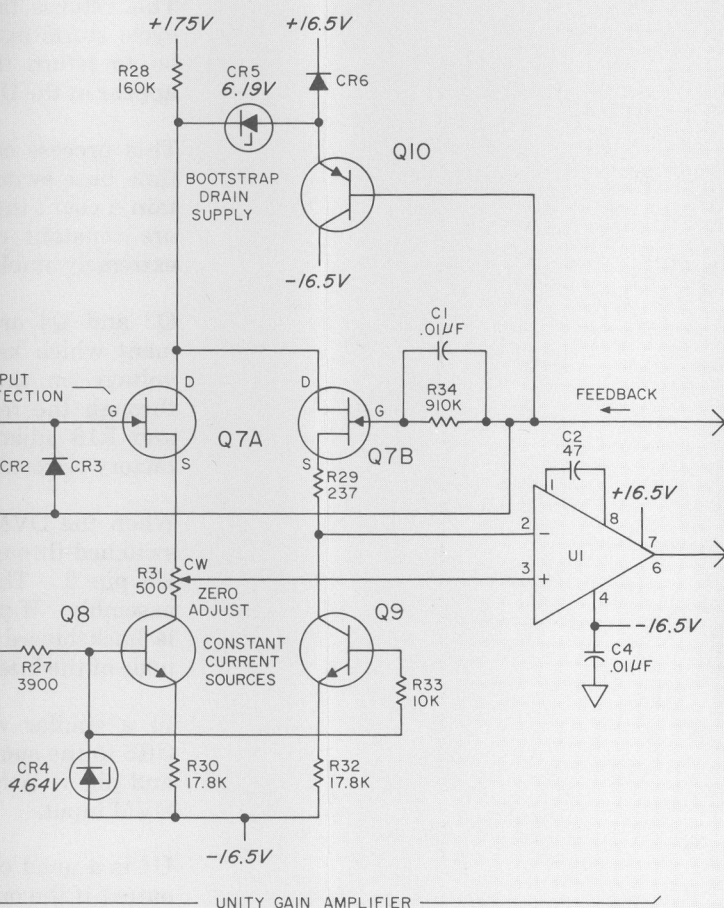 +175V
+16.5V
R28
160K
CR5
6.19V
CR6
Q10
BOOTSTRAP
DRAIN
SUPPLY
-16.5V
C1
.01µF
PUT
TECTION
D
D
G
G
R34
910K
FEEDBACK
Q7A
Q7B
CR2
CR3
S
S
R29
237
C2
47
+16.5V
1
8
2
-
7
U1
6
3
+
4
R31
500
CW
ZERO
ADJUST
Q8
Q9
-16.5V
CONSTANT
CURRENT
SOURCES
C4
.01µF
R27
3900
R33
10K
CR4
4.64V
R30
17.8K
R32
17.8K
-16.5V
UNITY GAIN AMPLIFIER